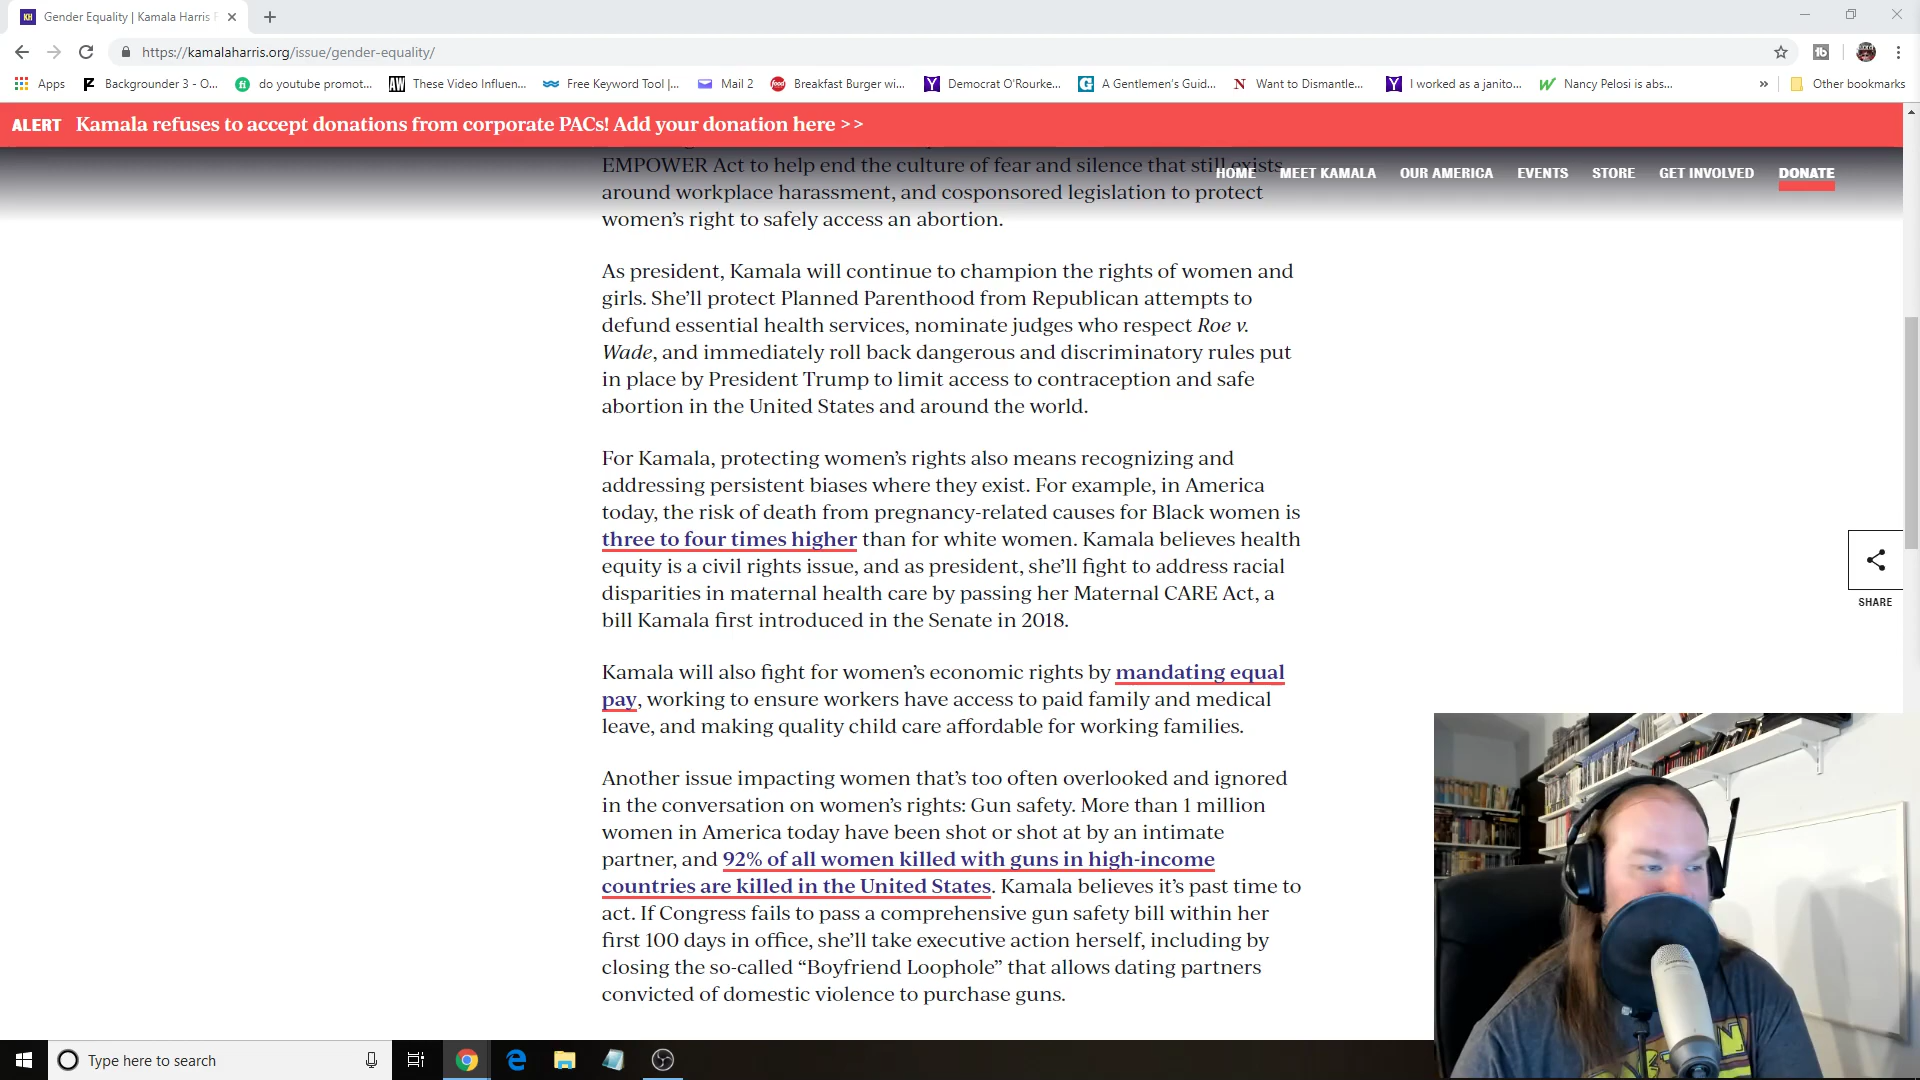 Gender Equality | Kamala Harris F
https://kamalaharris.org/issue/gender-equality/
Apps
Backgrounder 3 - O...
do youtube promot...
These Video Influen...
Free Keyword Tool |...
Mail 2
Breakfast Burger wi...
Democrat O'Rourke...
A Gentlemen's Guid...
Want to Dismantle...
I worked as a janito...
Nancy Pelosi is abs...
»
Other bookmarks
ALERT Kamala refuses to accept donations from corporate PACs! Add your donation here >>
HOME MEET KAMALA OUR AMERICA EVENTS STORE GET INVOLVED DONATE
EMPOWER Act to help end the culture of fear and silence that still exists
around workplace harassment, and cosponsored legislation to protect
women's right to safely access an abortion.
As president, Kamala will continue to champion the rights of women and
girls. She'll protect Planned Parenthood from Republican attempts to
defund essential health services, nominate judges who respect Roe v.
Wade, and immediately roll back dangerous and discriminatory rules put
in place by President Trump to limit access to contraception and safe
abortion in the United States and around the world.
For Kamala, protecting women's rights also means recognizing and
addressing persistent biases where they exist. For example, in America
today, the risk of death from pregnancy-related causes for Black women is
three to four times higher than for white women. Kamala believes health
equity is a civil rights issue, and as president, she'll fight to address racial
disparities in maternal health care by passing her Maternal CARE Act, a
bill Kamala first introduced in the Senate in 2018.
Kamala will also fight for women's economic rights by mandating equal
pay, working to ensure workers have access to paid family and medical
leave, and making quality child care affordable for working families.
Another issue impacting women that's too often overlooked and ignored
in the conversation on women's rights: Gun safety. More than 1 million
women in America today have been shot or shot at by an intimate
partner, and 92% of all women killed with guns in high-income
countries are killed in the United States. Kamala believes it's past time to
act. If Congress fails to pass a comprehensive gun safety bill within her
first 100 days in office, she'll take executive action herself, including by
closing the so-called “Boyfriend Loophole” that allows dating partners
convicted of domestic violence to purchase guns.
SHARE
Type here to search